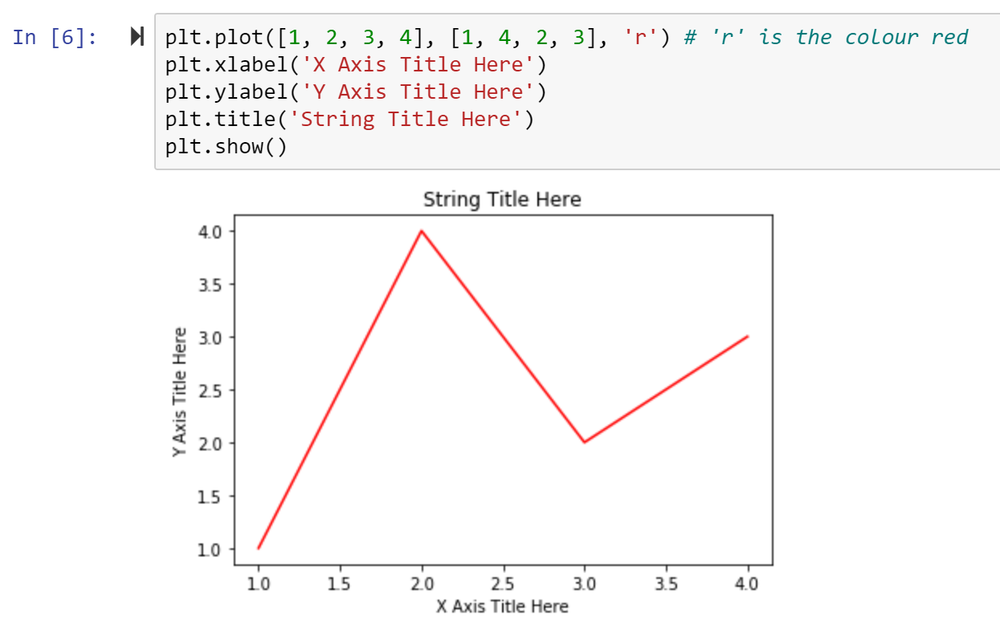 In [6]:
plt.plot([1, 2, 3, 4], [1, 4, 2, 3], 'r') # 'r' is the colour red
plt.xlabel('X Axis Title Here')
plt.ylabel('Y Axis Title Here')
plt.title('String Title Here')
plt.show()
String Title Here
4.0
3.5
3.0
2.5
2.0
1.5
1.0
Y Axis Title Here
1.0 1.5 2.0 2.5 3.0 3.5 4.0
X Axis Title Here